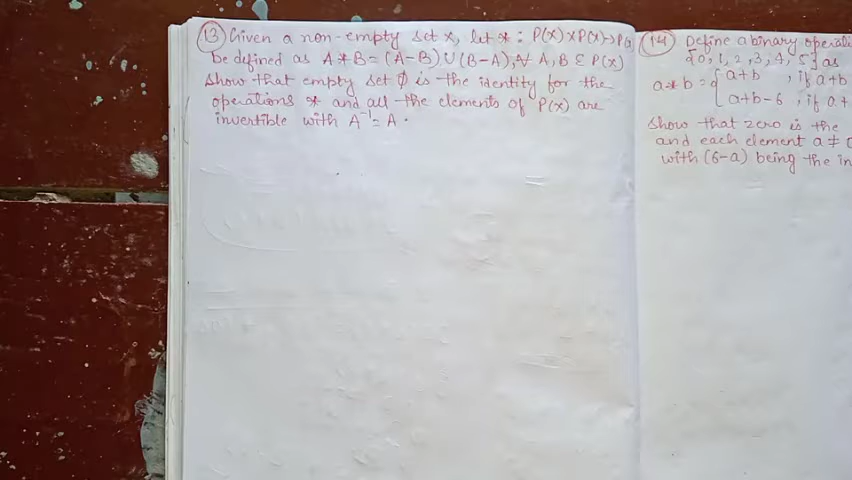 (13) Given a non-empty set X, let * : P(X) × P(X) → P(X)
be defined as A * B = (A-B) ∪ (B-A), ∀ A, B ε P(X)
Show that empty set ϕ is the identity for the
operations * and all the elements of P(X) are
invertible with A⁻¹ = A .
(14) Define a binary operati
{0, 1, 2, 3, 4, 5} as
a * b = { a+b , if a+b
a+b-6 , if a+
Show that zero is the
and each element a ≠ 0
with (6-a) being the in